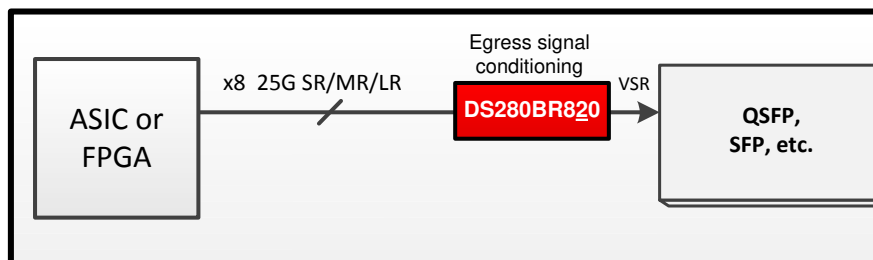 Egress signal
conditioning
x8 25G SR/MR/LR
VSR
ASIC or
FPGA
DS280BR820
QSFP,
SFP, etc.